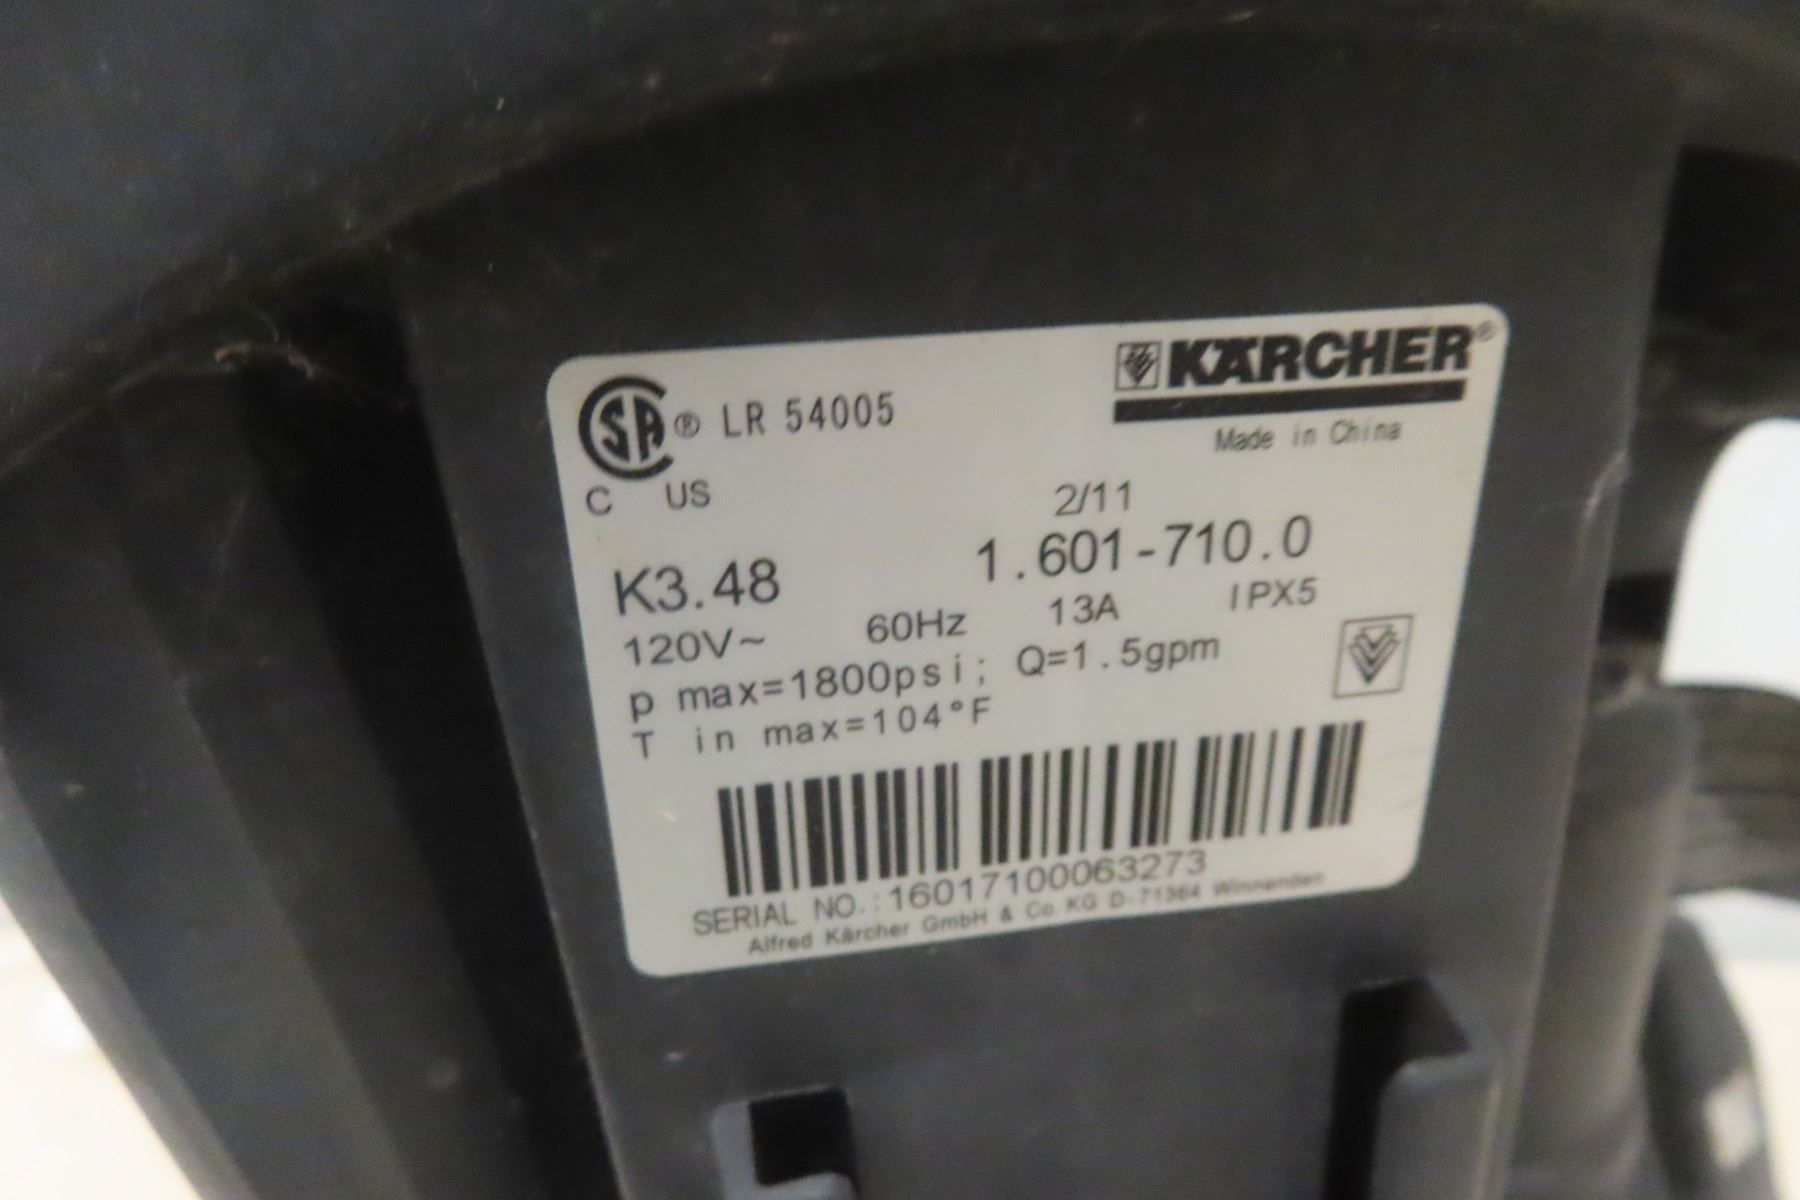 KÄRCHER®
SA® LR 54005
Made in China
C US
2/11
K3.48 1.601-710.0
120V~ 60Hz 13A IPX5
p max=1800psi; Q=1.5gpm
T in max=104°F
SERIAL NO.:16017100063273
Alfred Kärcher GmbH & Co. KG D-71364 Winnenden